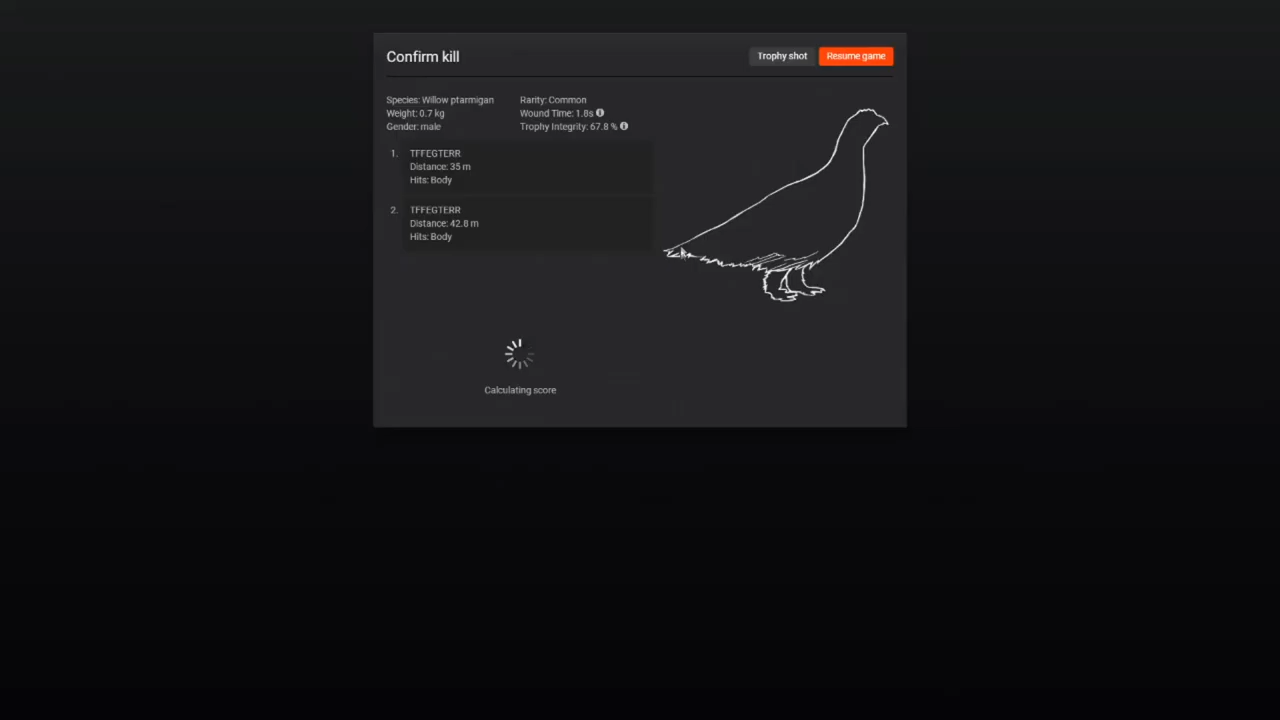 Confirm kill
Trophy shot
Resume game
Species: Willow ptarmigan
Weight: 0.7 kg
Gender: male
Rarity: Common
Wound Time: 1.8s
Trophy Integrity: 67.8 %
1. TFFEGTERR
Distance: 35 m
Hits: Body
2. TFFEGTERR
Distance: 42.8 m
Hits: Body
Calculating score